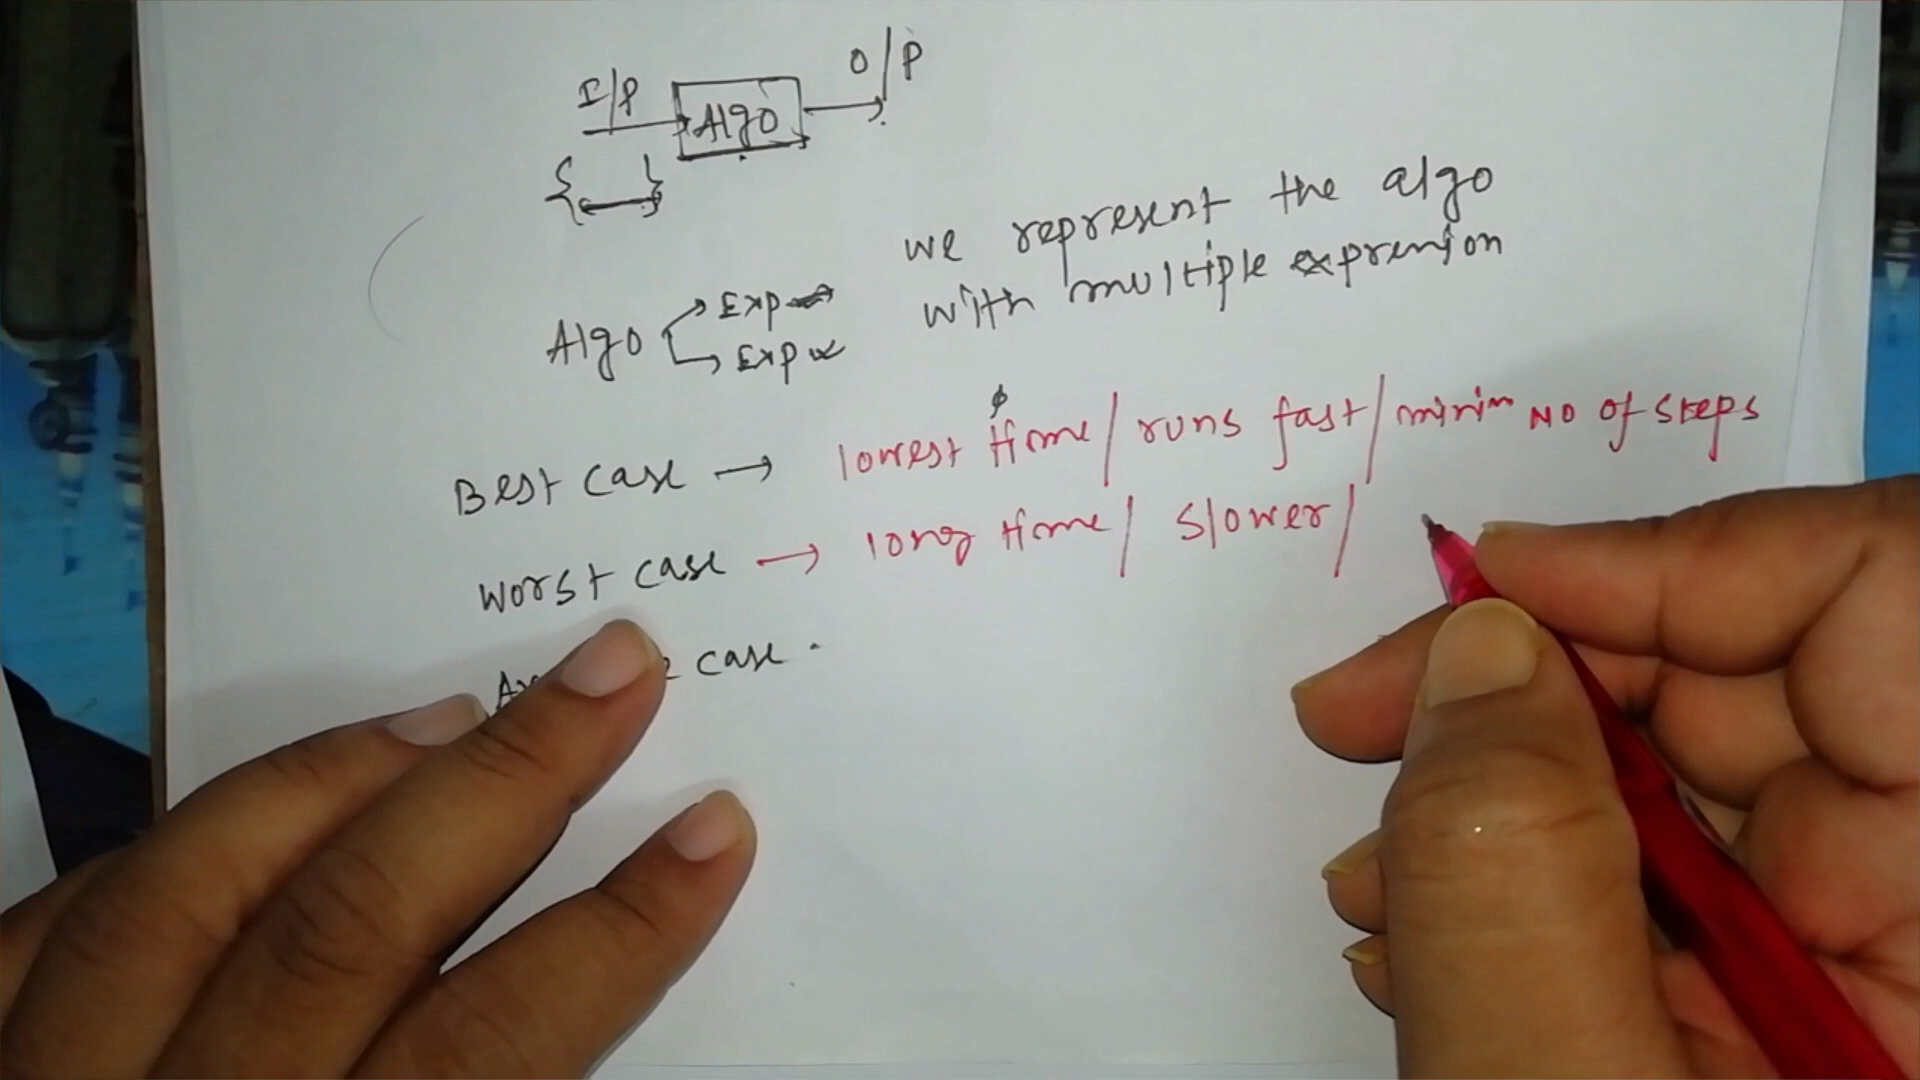 I/P Algo O/P
{ }
we represent the algo
with multiple expression
Algo Exp
Exp
Best case → lowest time / runs fast / minim NO of steps
worst case → long time / slower /
case